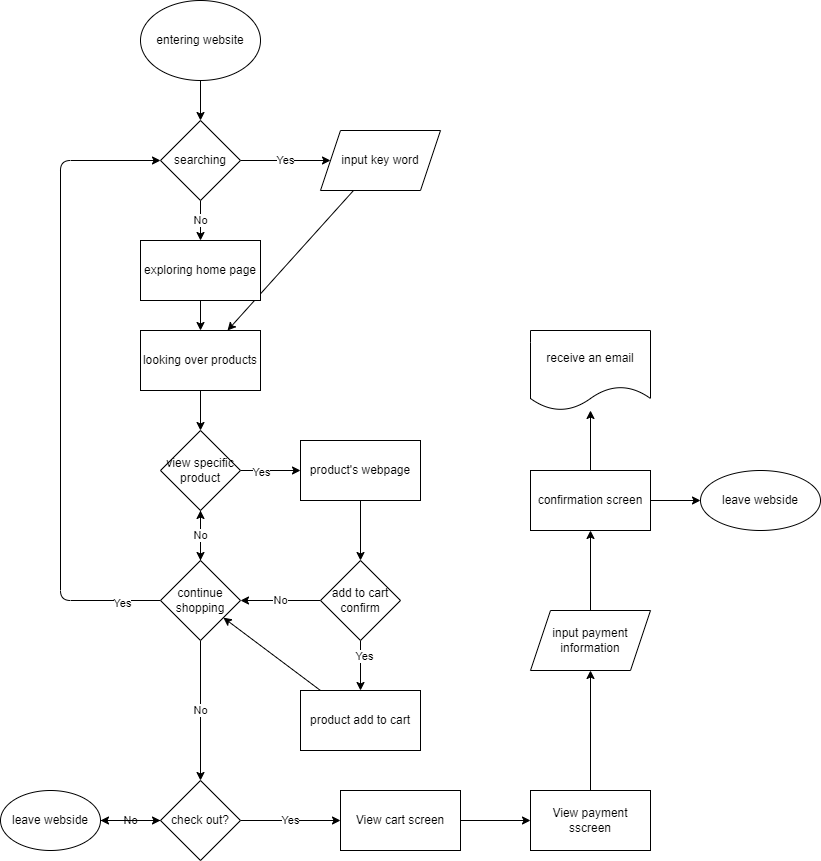 entering website
searching
Yes
input key word
No
exploring home page
looking over products
receive an email
view specific
product
Yes
product's webpage
confirmation screen
leave webside
No
continue
shopping
No
add to cart
confirm
Yes
input payment
information
Yes
No
product add to cart
leave webside
No
check out?
Yes
View cart screen
View payment
sscreen